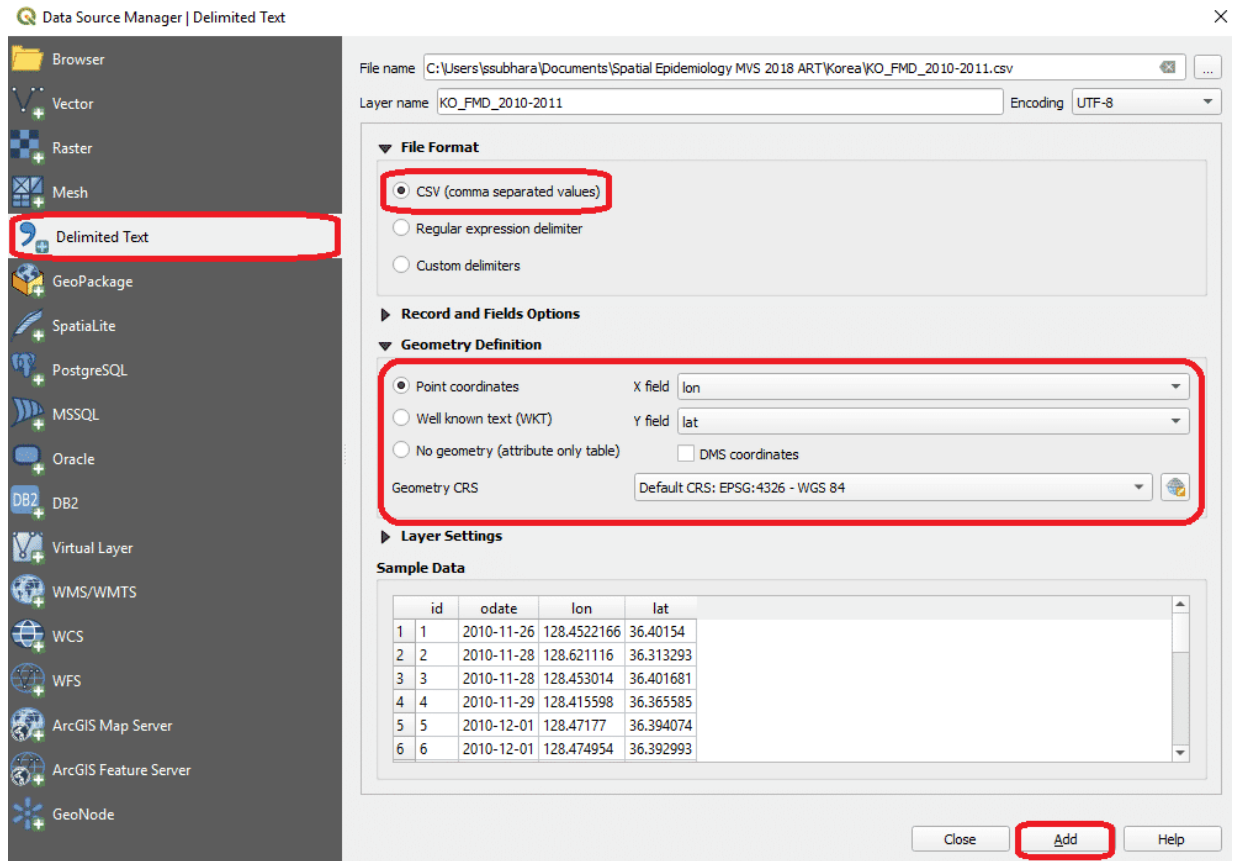 Data Source Manager | Delimited Text
Browser
Vector
Raster
Mesh
Delimited Text
GeoPackage
SpatiaLite
PostgreSQL
MSSQL
Oracle
DB2 DB2
Virtual Layer
WMS/WMTS
WCS
WFS
ArcGIS Map Server
ArcGIS Feature Server
GeoNode
File name C:\Users\ssubhara\Documents\Spatial Epidemiology MVS 2018 ART\Korea\KO_FMD_2010-2011.csv ...
Layer name KO_FMD_2010-2011 Encoding UTF-8
File Format
CSV (comma separated values)
Regular expression delimiter
Custom delimiters
Record and Fields Options
Geometry Definition
Point coordinates X field lon
Well known text (WKT) Y field lat
No geometry (attribute only table) DMS coordinates
Geometry CRS Default CRS: EPSG:4326 - WGS 84
Layer Settings
Sample Data
id odate lon lat
1 1 2010-11-26 128.4522166 36.40154
2 2 2010-11-28 128.621116 36.313293
3 3 2010-11-28 128.453014 36.401681
4 4 2010-11-29 128.415598 36.365585
5 5 2010-12-01 128.47177 36.394074
6 6 2010-12-01 128.474954 36.392993
Close Add Help